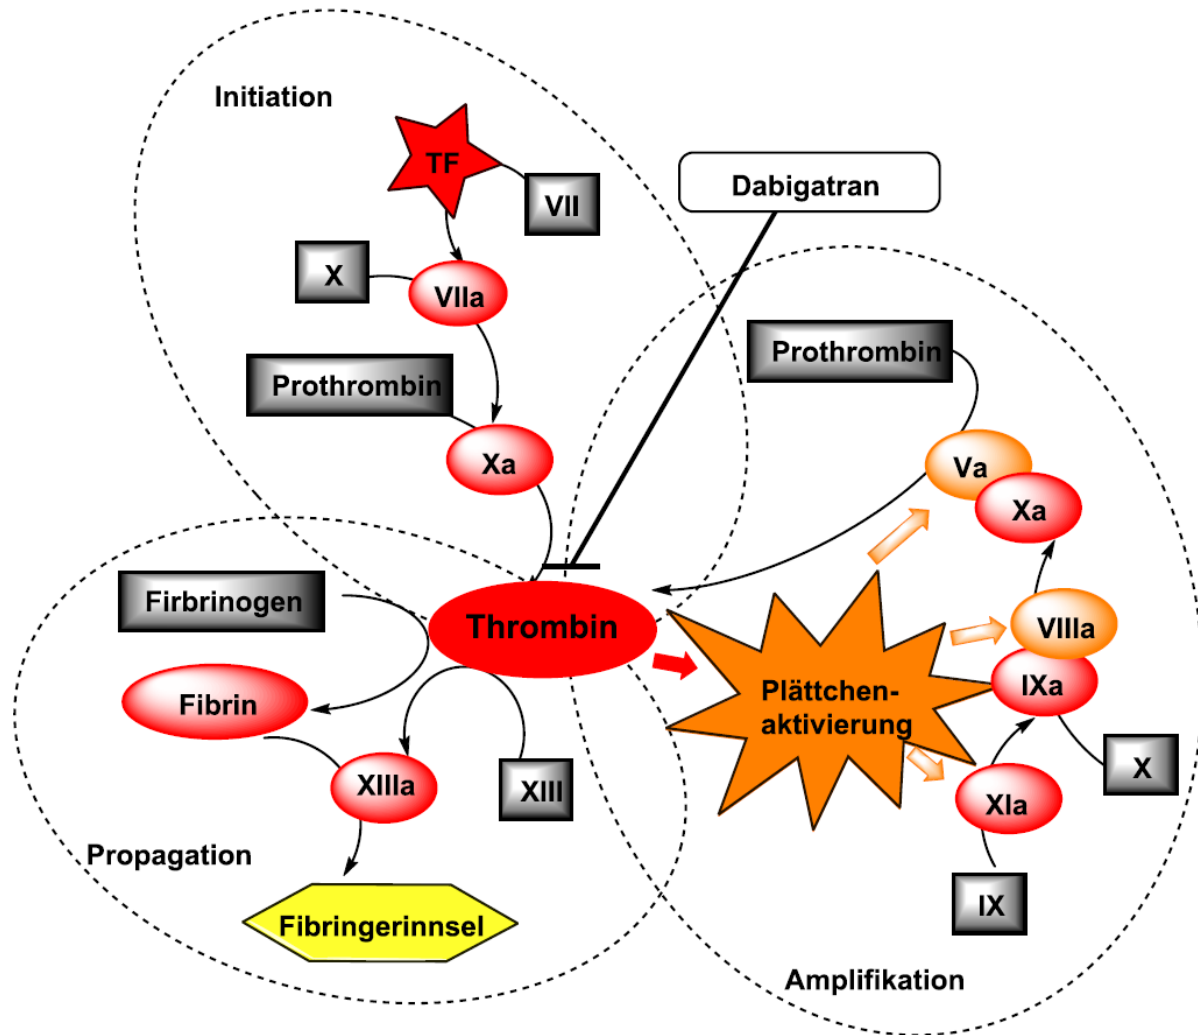 Initiation
TF
VII
Dabigatran
X
VIIa
Prothrombin
Prothrombin
Xa
Va
Xa
Firbrinogen
Thrombin
VIIIa
Fibrin
Plättchen-
aktivierung
IXa
XIIIa
XIII
X
XIa
Propagation
IX
Fibringerinnsel
Amplifikation